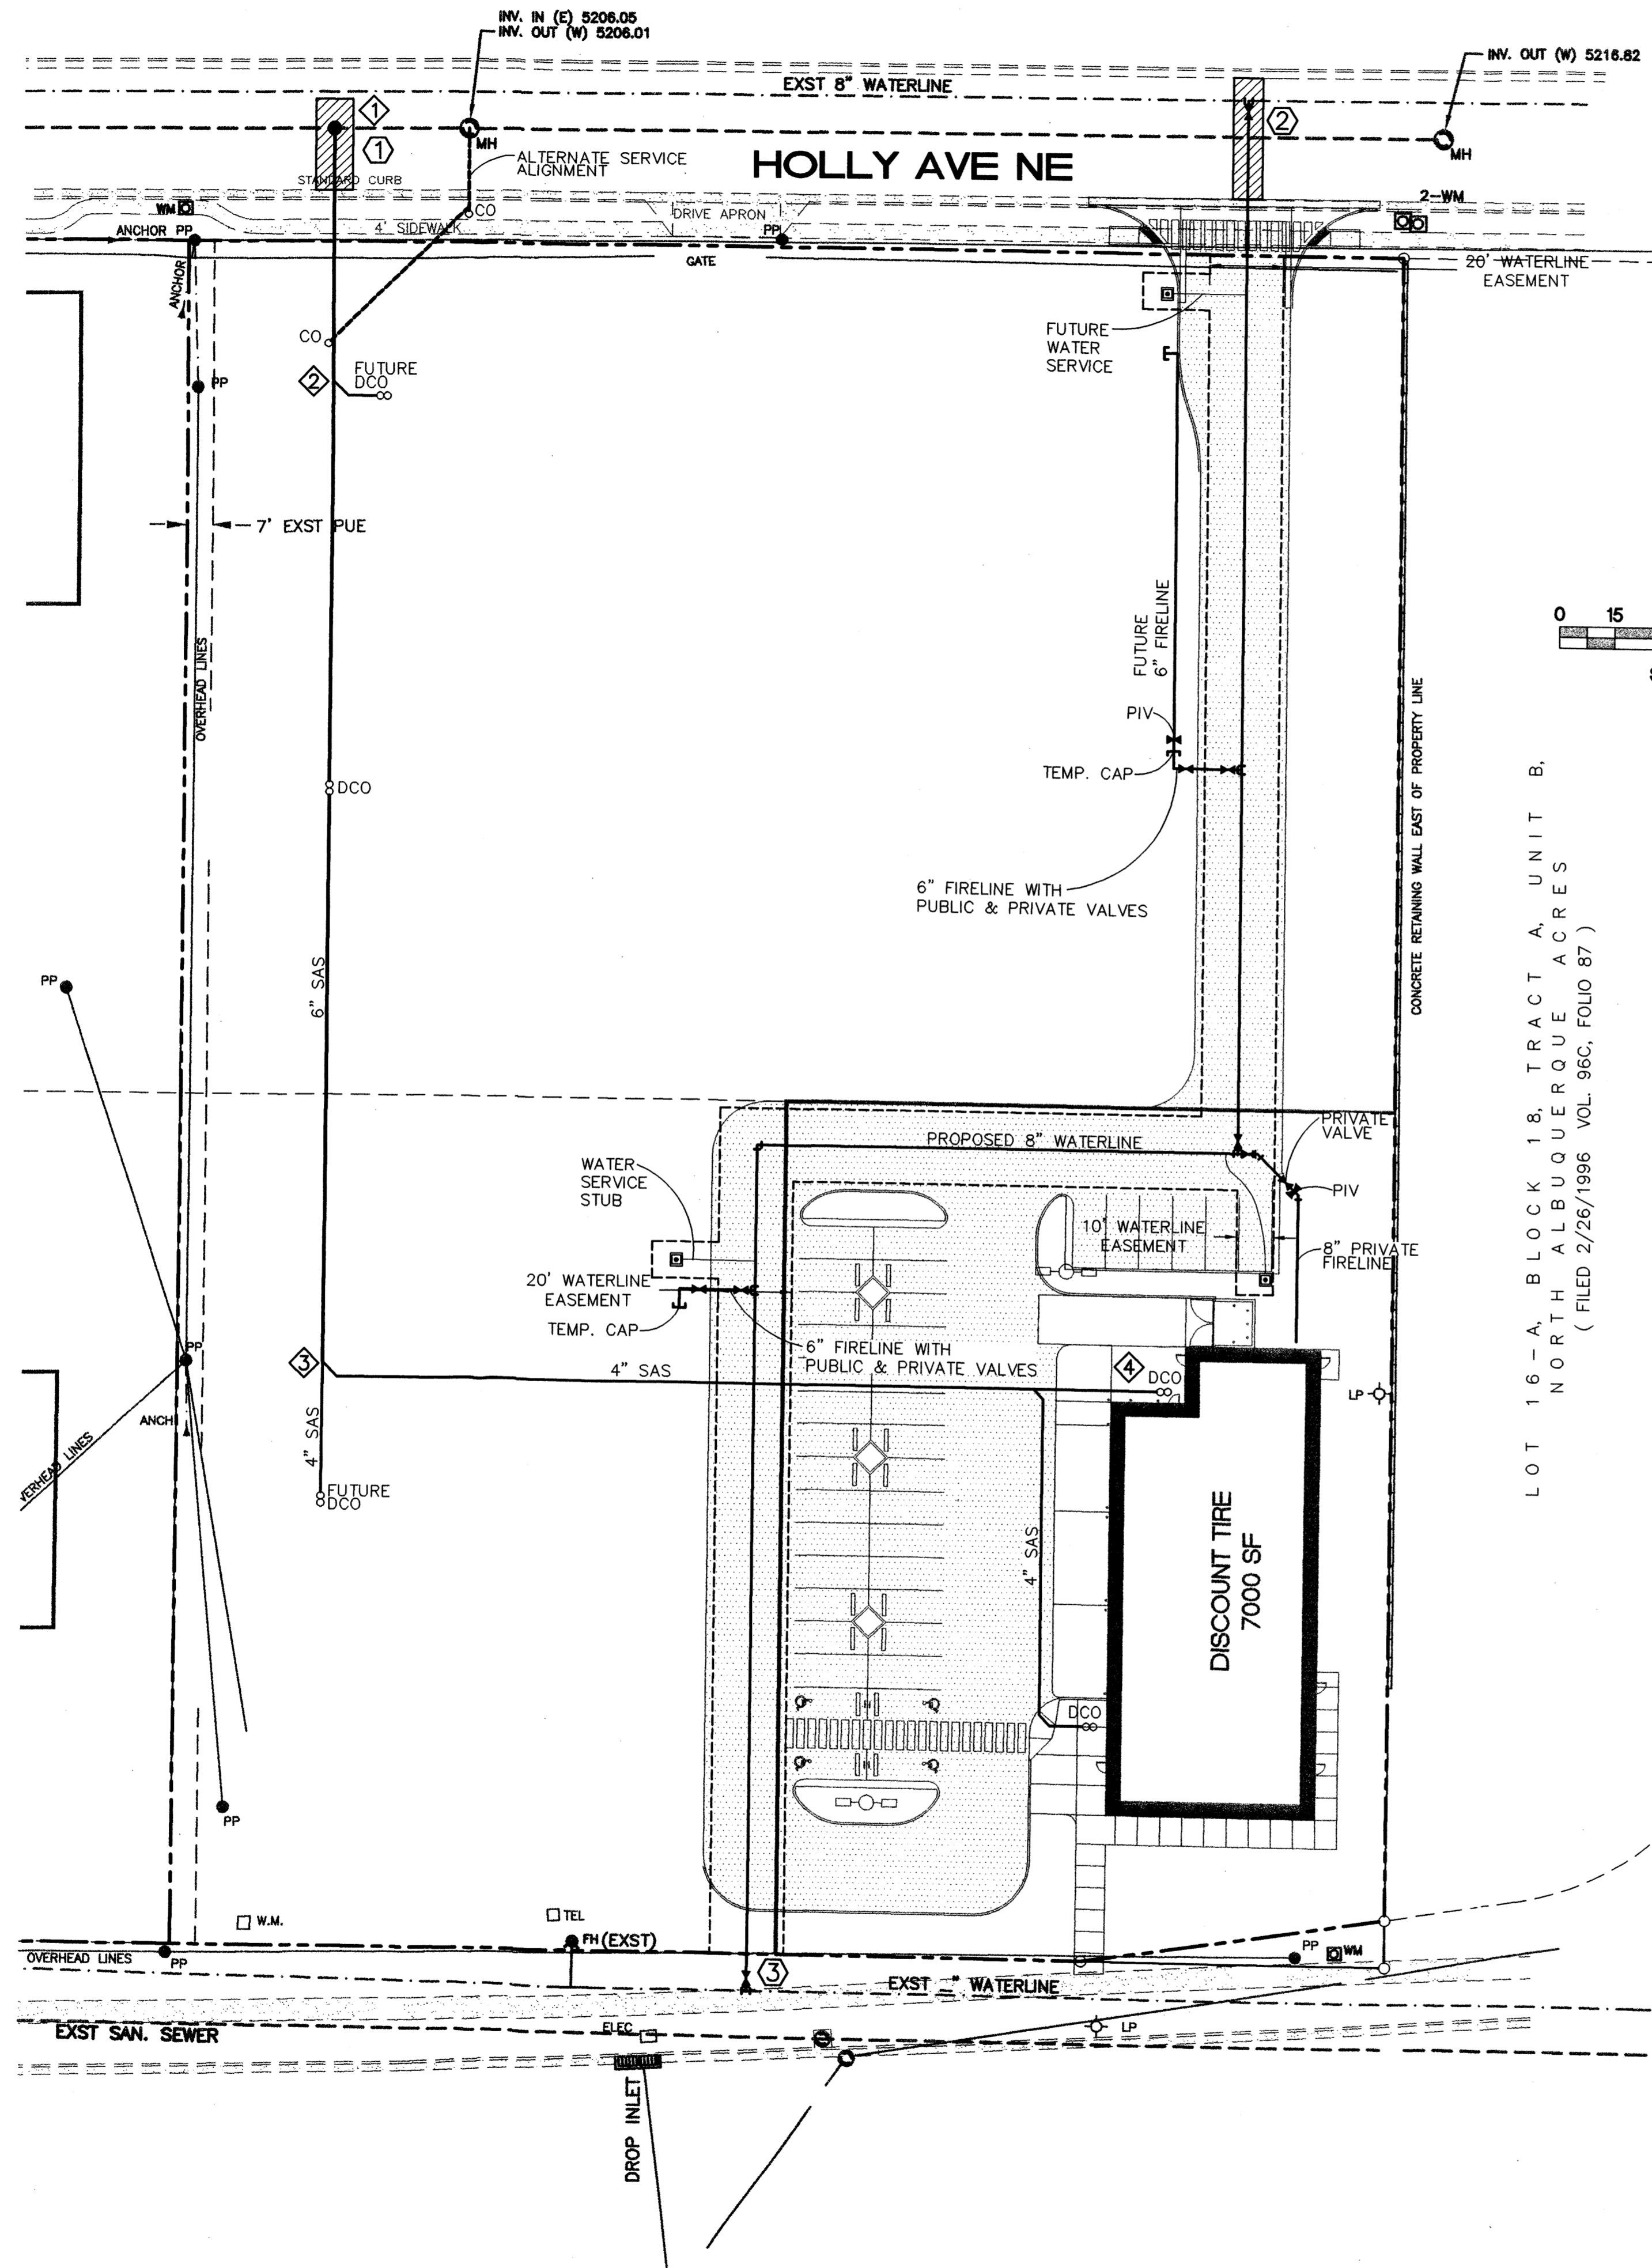 INV. IN (E) 5206.05
INV. OUT (W) 5206.01
INV. OUT (W) 5216.82
EXST 8" WATERLINE
1
2
1
MH
MH
ALTERNATE SERVICE
ALIGNMENT
HOLLY AVE NE
STANDARD CURB
2-WM
WM
CO
DRIVE APRON
4' SIDEWALK
ANCHOR PP
PP
GATE
20' WATERLINE
EASEMENT
ANCHOR
CO
FUTURE
WATER
SERVICE
2
FUTURE
DCO
PP
7' EXST PUE
0 15
FUTURE
6" FIRELINE
OVERHEAD LINES
CONCRETE RETAINING WALL EAST OF PROPERTY LINE
PIV
TEMP. CAP
DCO
LOT 16-A, BLOCK 18, TRACT A, UNIT B,
NORTH ALBUQUERQUE ACRES
( FILED 2/26/1996 VOL. 96C, FOLIO 87 )
6" FIRELINE WITH
PUBLIC & PRIVATE VALVES
6" SAS
PP
PRIVATE
VALVE
PROPOSED 8" WATERLINE
WATER
SERVICE
STUB
PIV
10' WATERLINE
EASEMENT
8" PRIVATE
FIRELINE
20' WATERLINE
EASEMENT
TEMP. CAP
6" FIRELINE WITH
PUBLIC & PRIVATE VALVES
PP
3
4" SAS
4
DCO
LP
ANCH
4" SAS
VERHEAD LINES
FUTURE
DCO
4" SAS
DISCOUNT TIRE
7000 SF
DCO
PP
W.M.
TEL
FH (EXST)
OVERHEAD LINES
PP
PP
WM
3
EXST _" WATERLINE
EXST SAN. SEWER
ELEC
LP
DROP INLET